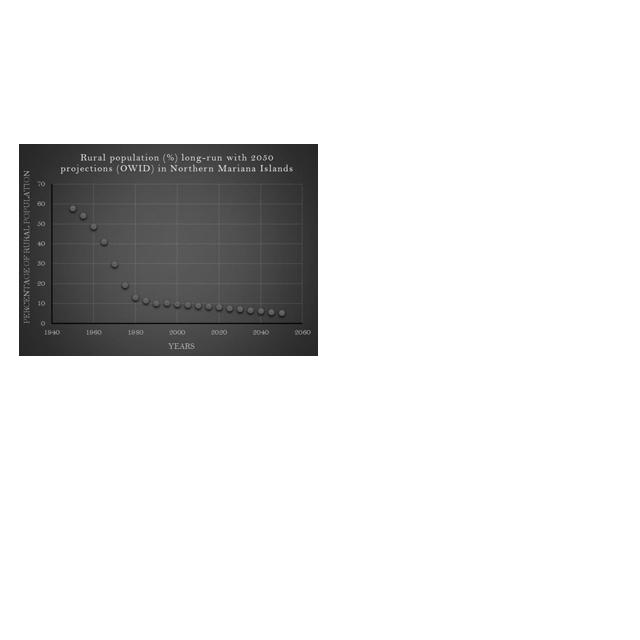 Rural population (%) long-run with 2050
projections (OWID) in Northern Mariana Islands
PERCENTAGE OF RURAL POPULATION
70
60
50
40
30
20
10
0
1940 1960 1980 2000 2020 2040 2060
YEARS